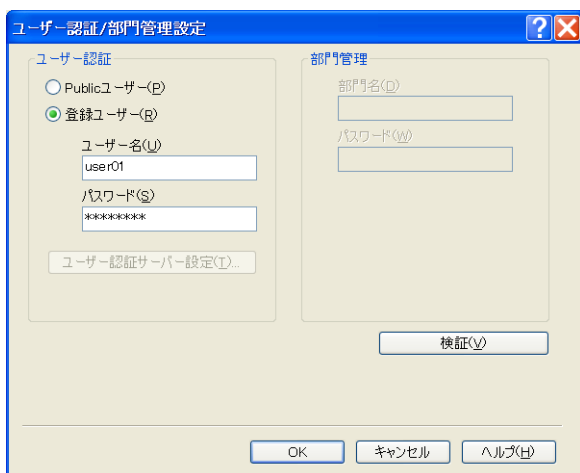 ユーザー認証/部門管理設定
ユーザー認証
Publicユーザー(P)
登録ユーザー(R)
ユーザー名(U)
user01
パスワード(S)
********
ユーザー認証サーバー設定(T)...
部門管理
部門名(D)
パスワード(W)
検証(V)
OK
キャンセル
ヘルプ(H)